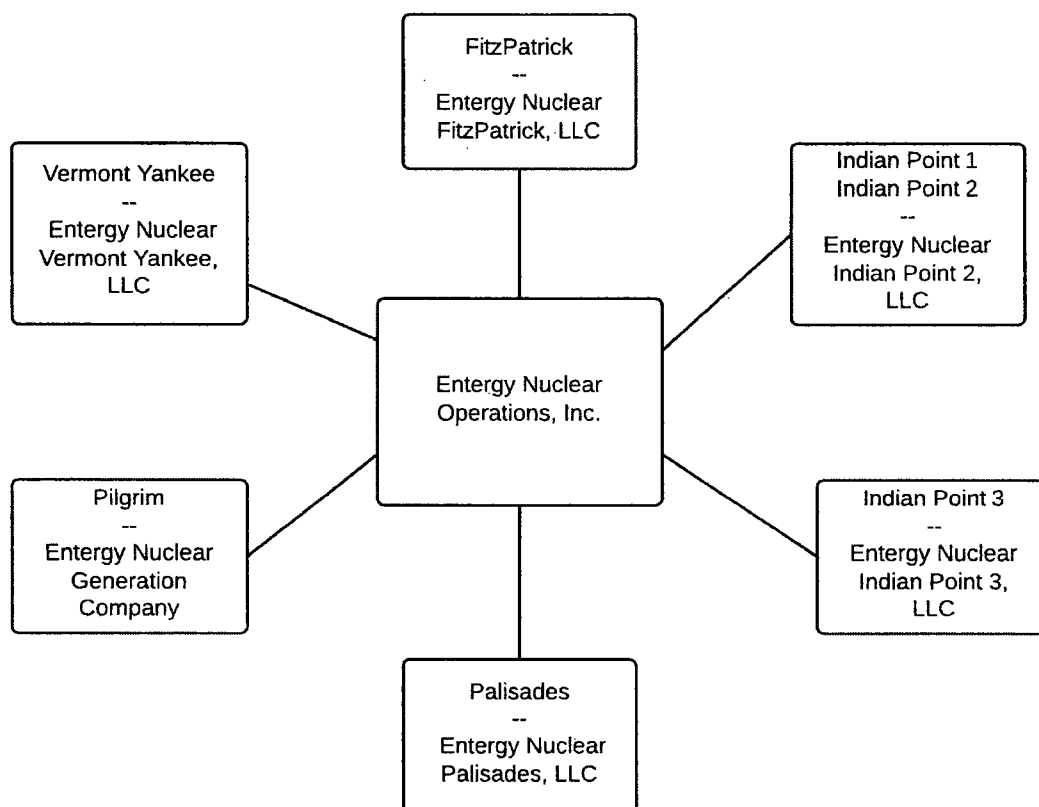 FitzPatrick
--
Entergy Nuclear
FitzPatrick, LLC
Vermont Yankee
--
Entergy Nuclear
Vermont Yankee,
LLC
Indian Point 1
Indian Point 2
--
Entergy Nuclear
Indian Point 2,
LLC
Entergy Nuclear
Operations, Inc.
Pilgrim
--
Entergy Nuclear
Generation
Company
Indian Point 3
--
Entergy Nuclear
Indian Point 3,
LLC
Palisades
--
Entergy Nuclear
Palisades, LLC